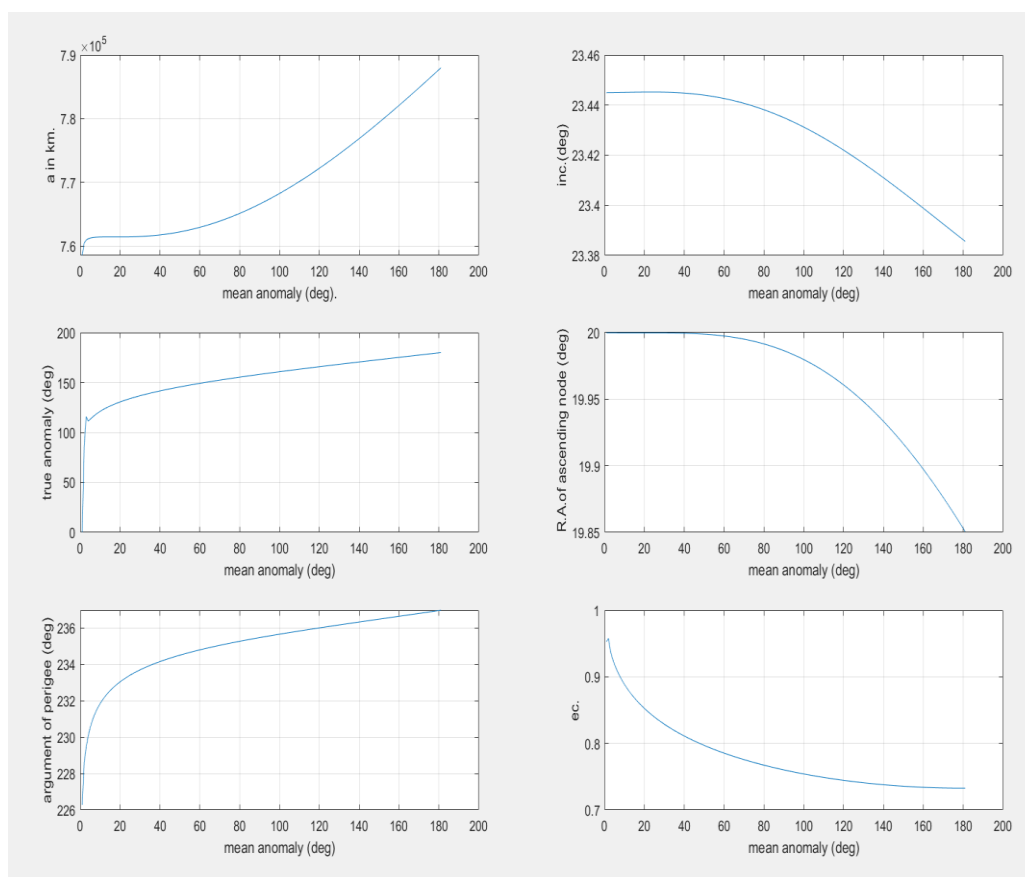 ×10⁵
7.9
7.8
7.7
7.6
a in km.
0 20 40 60 80 100 120 140 160 180 200
mean anomaly (deg).
23.46
23.44
23.42
23.4
23.38
inc.(deg)
0 20 40 60 80 100 120 140 160 180 200
mean anomaly (deg)
200
150
100
50
0
true anomaly (deg)
0 20 40 60 80 100 120 140 160 180 200
mean anomaly (deg)
20
19.95
19.9
19.85
R.A.of ascending node (deg)
0 20 40 60 80 100 120 140 160 180 200
mean anomaly (deg)
236
234
232
230
228
226
argument of perigee (deg)
0 20 40 60 80 100 120 140 160 180 200
mean anomaly (deg)
1
0.9
0.8
0.7
ec.
0 20 40 60 80 100 120 140 160 180 200
mean anomaly (deg)